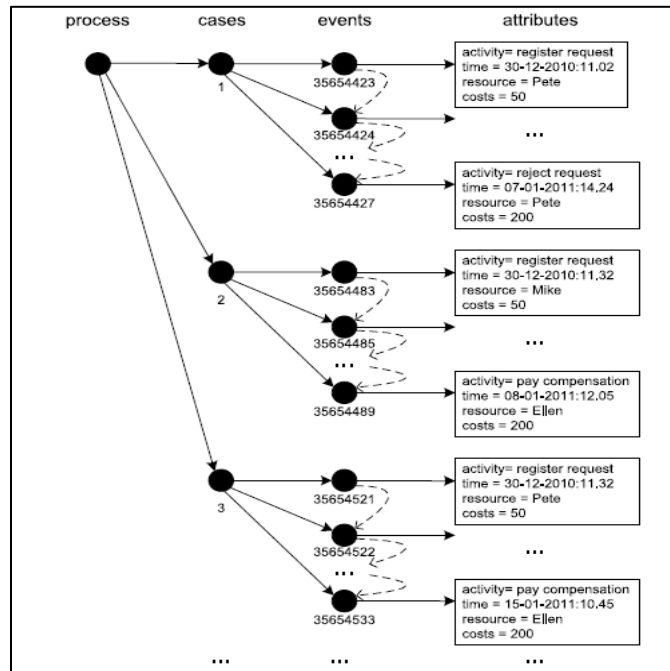 process cases events attributes
activity= register request
time = 30-12-2010:11.02
resource = Pete
costs = 50
1
35654423
35654424
...
...
35654427
activity= reject request
time = 07-01-2011:14.24
resource = Pete
costs = 200
activity= register request
time = 30-12-2010:11.32
resource = Mike
costs = 50
2
35654483
35654485
...
...
35654489
activity= pay compensation
time = 08-01-2011:12.05
resource = Ellen
costs = 200
activity= register request
time = 30-12-2010:11.32
resource = Pete
costs = 50
3
35654521
35654522
...
...
35654533
activity= pay compensation
time = 15-01-2011:10.45
resource = Ellen
costs = 200
... ... ...